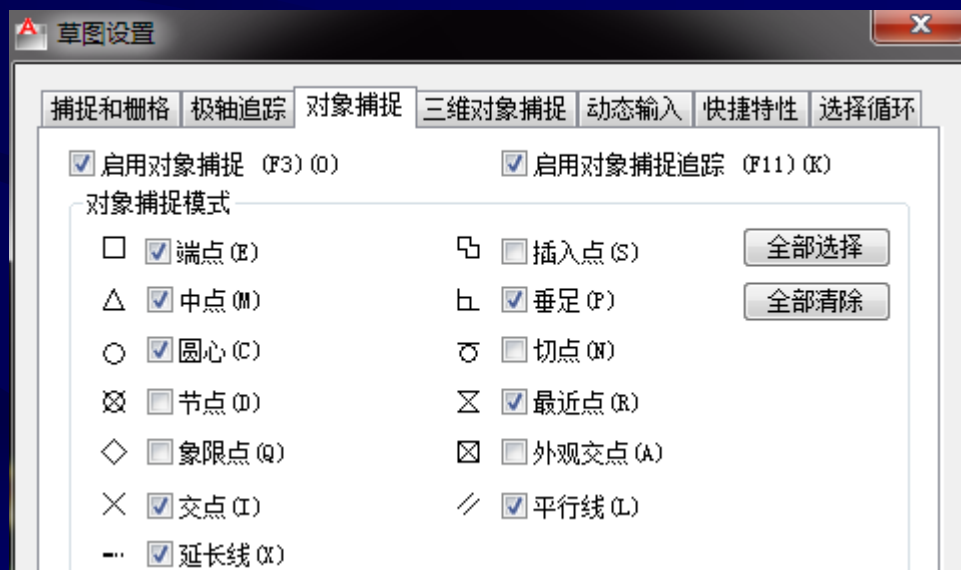 草图设置
捕捉和栅格 极轴追踪 对象捕捉 三维对象捕捉 动态输入 快捷特性 选择循环
启用对象捕捉 (F3)(O) 启用对象捕捉追踪 (F11)(K)
对象捕捉模式
端点(E) 插入点(S) 全部选择
中点(M) 垂足(P) 全部清除
圆心(C) 切点(N)
节点(D) 最近点(R)
象限点(Q) 外观交点(A)
交点(I) 平行线(L)
延长线(X)